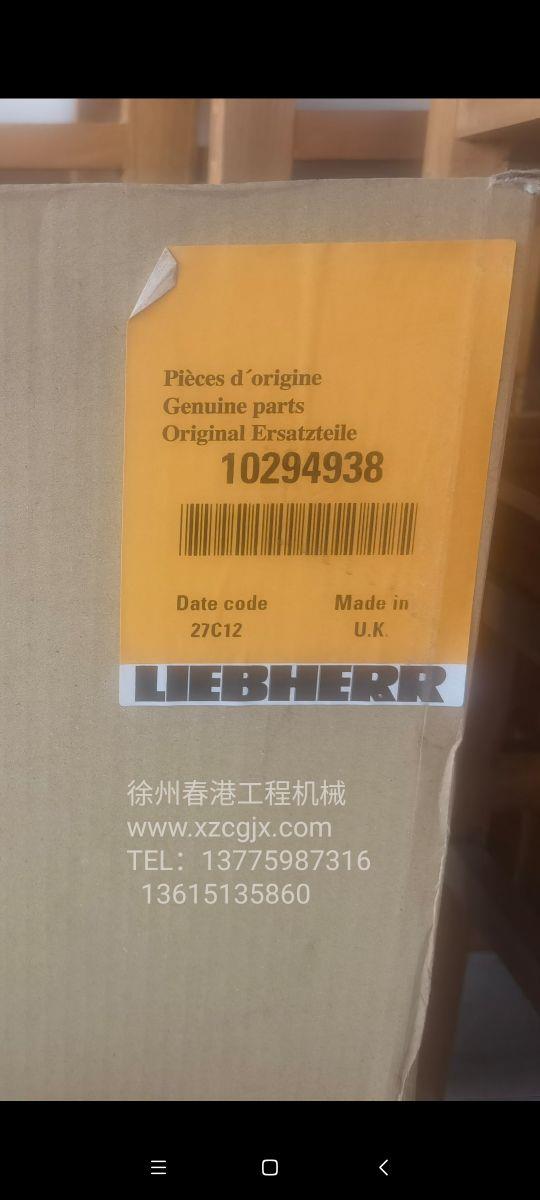 Pièces d´origine
Genuine parts
Original Ersatzteile
10294938
Date code
Made in
27C12
U.K.
LIEBHERR
徐州春港工程机械
www.xzcgjx.com
TEL：13775987316
13615135860